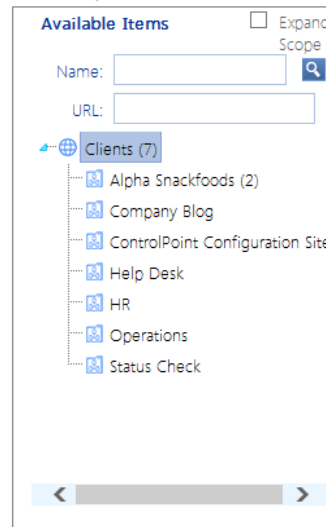 Available Items
Expand
Scope
Name:
URL:
Clients (7)
Alpha Snackfoods (2)
Company Blog
ControlPoint Configuration Site
Help Desk
HR
Operations
Status Check